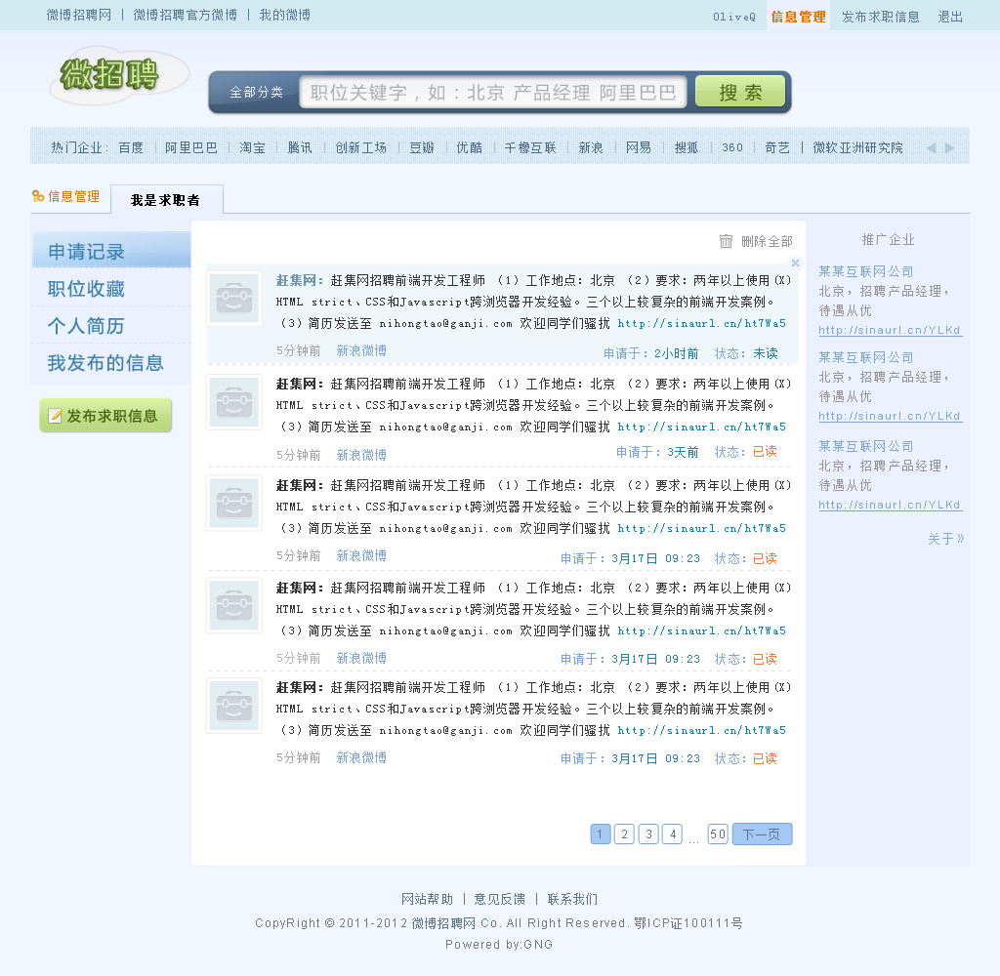 微博招聘网 | 微博招聘官方微博 | 我的微博
OliveQ 信息管理 发布求职信息 退出
微招聘
全部分类 职位关键字，如：北京 产品经理 阿里巴巴 搜索
热门企业： 百度 | 阿里巴巴 | 淘宝 | 腾讯 | 创新工场 | 豆瓣 | 优酷 | 千橡互联 | 新浪 | 网易 | 搜狐 | 360 | 奇艺 | 微软亚洲研究院
信息管理 我是求职者
申请记录
职位收藏
个人简历
我发布的信息
发布求职信息
删除全部
赶集网：赶集网招聘前端开发工程师 （1）工作地点：北京 （2）要求：两年以上使用(X)
HTML strict、CSS和Javascript跨浏览器开发经验。三个以上较复杂的前端开发案例。
（3）简历发送至 nihongtao@ganji.com 欢迎同学们骚扰 http://sinaurl.cn/ht7Wa5
5分钟前 新浪微博 申请于：2小时前 状态：未读
赶集网：赶集网招聘前端开发工程师 （1）工作地点：北京 （2）要求：两年以上使用(X)
HTML strict、CSS和Javascript跨浏览器开发经验。三个以上较复杂的前端开发案例。
（3）简历发送至 nihongtao@ganji.com 欢迎同学们骚扰 http://sinaurl.cn/ht7Wa5
5分钟前 新浪微博 申请于：3天前 状态：已读
赶集网：赶集网招聘前端开发工程师 （1）工作地点：北京 （2）要求：两年以上使用(X)
HTML strict、CSS和Javascript跨浏览器开发经验。三个以上较复杂的前端开发案例。
（3）简历发送至 nihongtao@ganji.com 欢迎同学们骚扰 http://sinaurl.cn/ht7Wa5
5分钟前 新浪微博 申请于：3月17日 09:23 状态：已读
赶集网：赶集网招聘前端开发工程师 （1）工作地点：北京 （2）要求：两年以上使用(X)
HTML strict、CSS和Javascript跨浏览器开发经验。三个以上较复杂的前端开发案例。
（3）简历发送至 nihongtao@ganji.com 欢迎同学们骚扰 http://sinaurl.cn/ht7Wa5
5分钟前 新浪微博 申请于：3月17日 09:23 状态：已读
赶集网：赶集网招聘前端开发工程师 （1）工作地点：北京 （2）要求：两年以上使用(X)
HTML strict、CSS和Javascript跨浏览器开发经验。三个以上较复杂的前端开发案例。
（3）简历发送至 nihongtao@ganji.com 欢迎同学们骚扰 http://sinaurl.cn/ht7Wa5
5分钟前 新浪微博 申请于：3月17日 09:23 状态：已读
1 2 3 4 ... 50 下一页
推广企业
某某互联网公司
北京，招聘产品经理，
待遇从优
http://sinaurl.cn/YLKd
某某互联网公司
北京，招聘产品经理，
待遇从优
http://sinaurl.cn/YLKd
某某互联网公司
北京，招聘产品经理，
待遇从优
http://sinaurl.cn/YLKd
关于》
网站帮助 | 意见反馈 | 联系我们
CopyRight © 2011-2012 微博招聘网 Co. All Right Reserved. 鄂ICP证100111号
Powered by:GNG